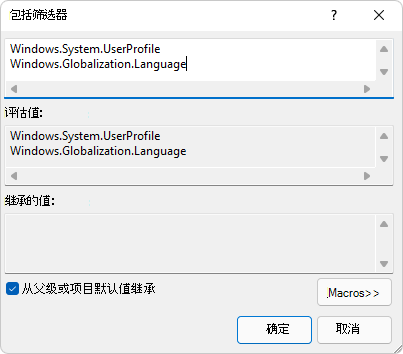 包括筛选器
?
Windows.System.UserProfile
Windows.Globalization.Language
评估值:
Windows.System.UserProfile
Windows.Globalization.Language
继承的值:
从父级或项目默认值继承
Macros>>
确定
取消